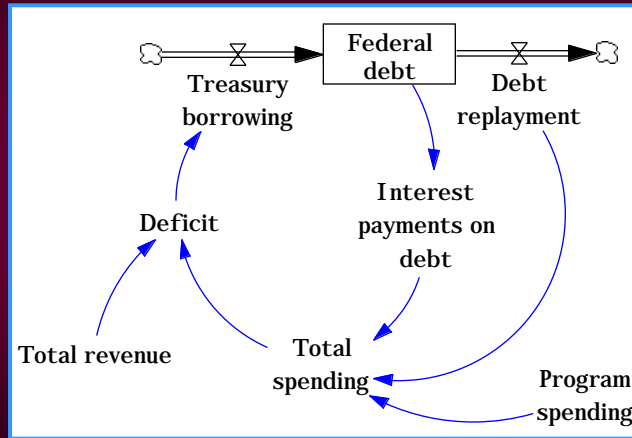 Federal
debt
Treasury
borrowing
Debt
replayment
Interest
payments on
debt
Deficit
Total revenue
Total
spending
Program
spending